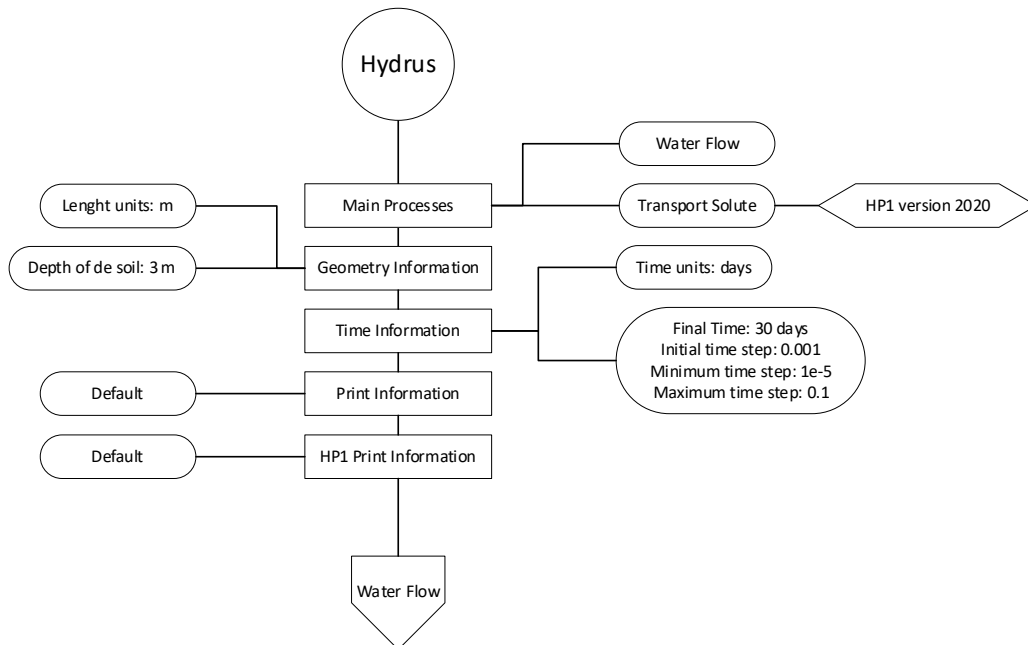 Hydrus
Water Flow
Lenght units: m
Main Processes
Transport Solute
HP1 version 2020
Depth of de soil: 3 m
Geometry Information
Time units: days
Time Information
Final Time: 30 days
Initial time step: 0.001
Minimum time step: 1e-5
Maximum time step: 0.1
Default
Print Information
Default
HP1 Print Information
Water Flow